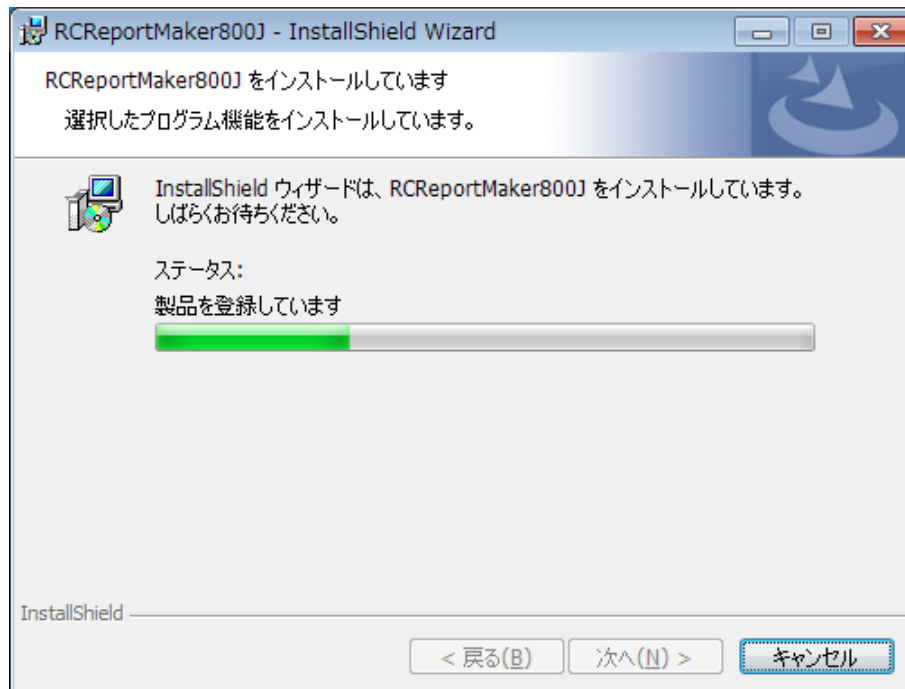 RCReportMaker800J - InstallShield Wizard
RCReportMaker800J をインストールしています
選択したプログラム機能をインストールしています。
InstallShield ウィザードは、RCReportMaker800J をインストールしています。
しばらくお待ちください。
ステータス:
製品を登録しています
InstallShield
< 戻る(B)
次へ(N) >
キャンセル